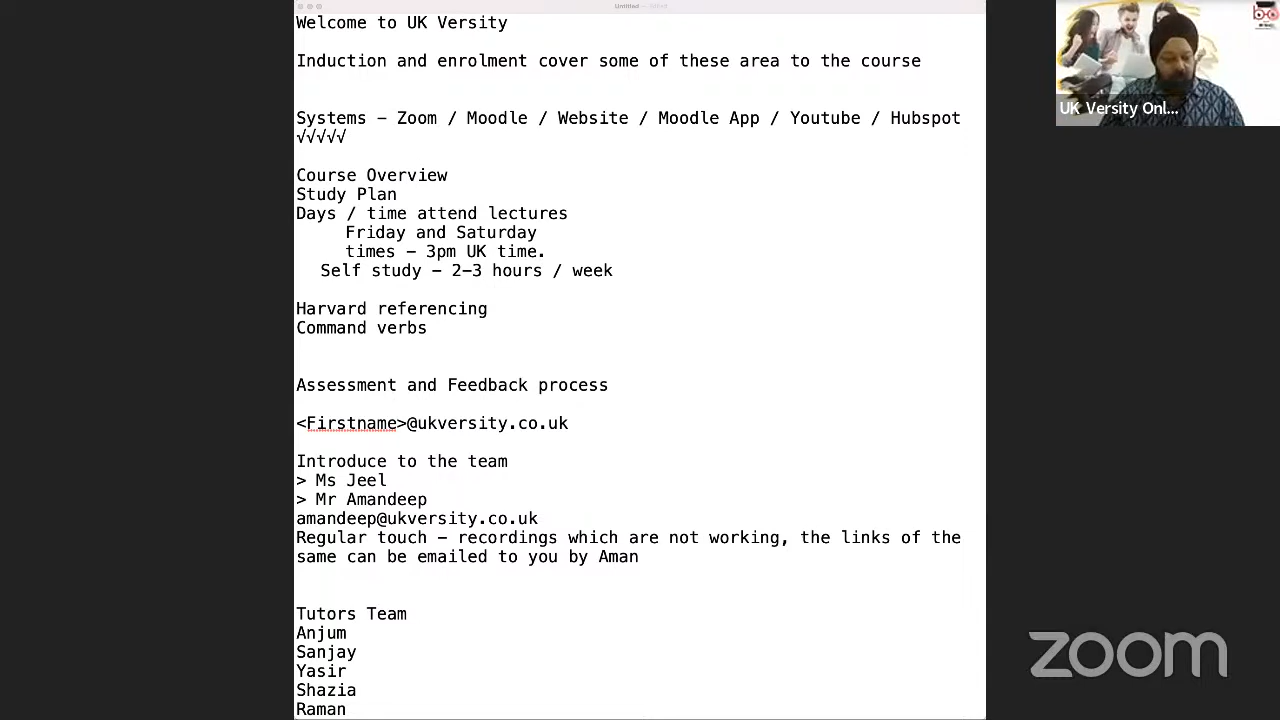 Untitled
Welcome to UK Versity
Induction and enrolment cover some of these area to the course
Systems – Zoom / Moodle / Website / Moodle App / Youtube / Hubspot
√√√√√
Course Overview
Study Plan
Days / time attend lectures
Friday and Saturday
times – 3pm UK time.
Self study – 2–3 hours / week
Harvard referencing
Command verbs
Assessment and Feedback process
<Firstname>@ukversity.co.uk
Introduce to the team
> Ms Jeel
> Mr Amandeep
amandeep@ukversity.co.uk
Regular touch – recordings which are not working, the links of the
same can be emailed to you by Aman
Tutors Team
Anjum
Sanjay
Yasir
Shazia
Raman
UK Versity Onl...
zoom